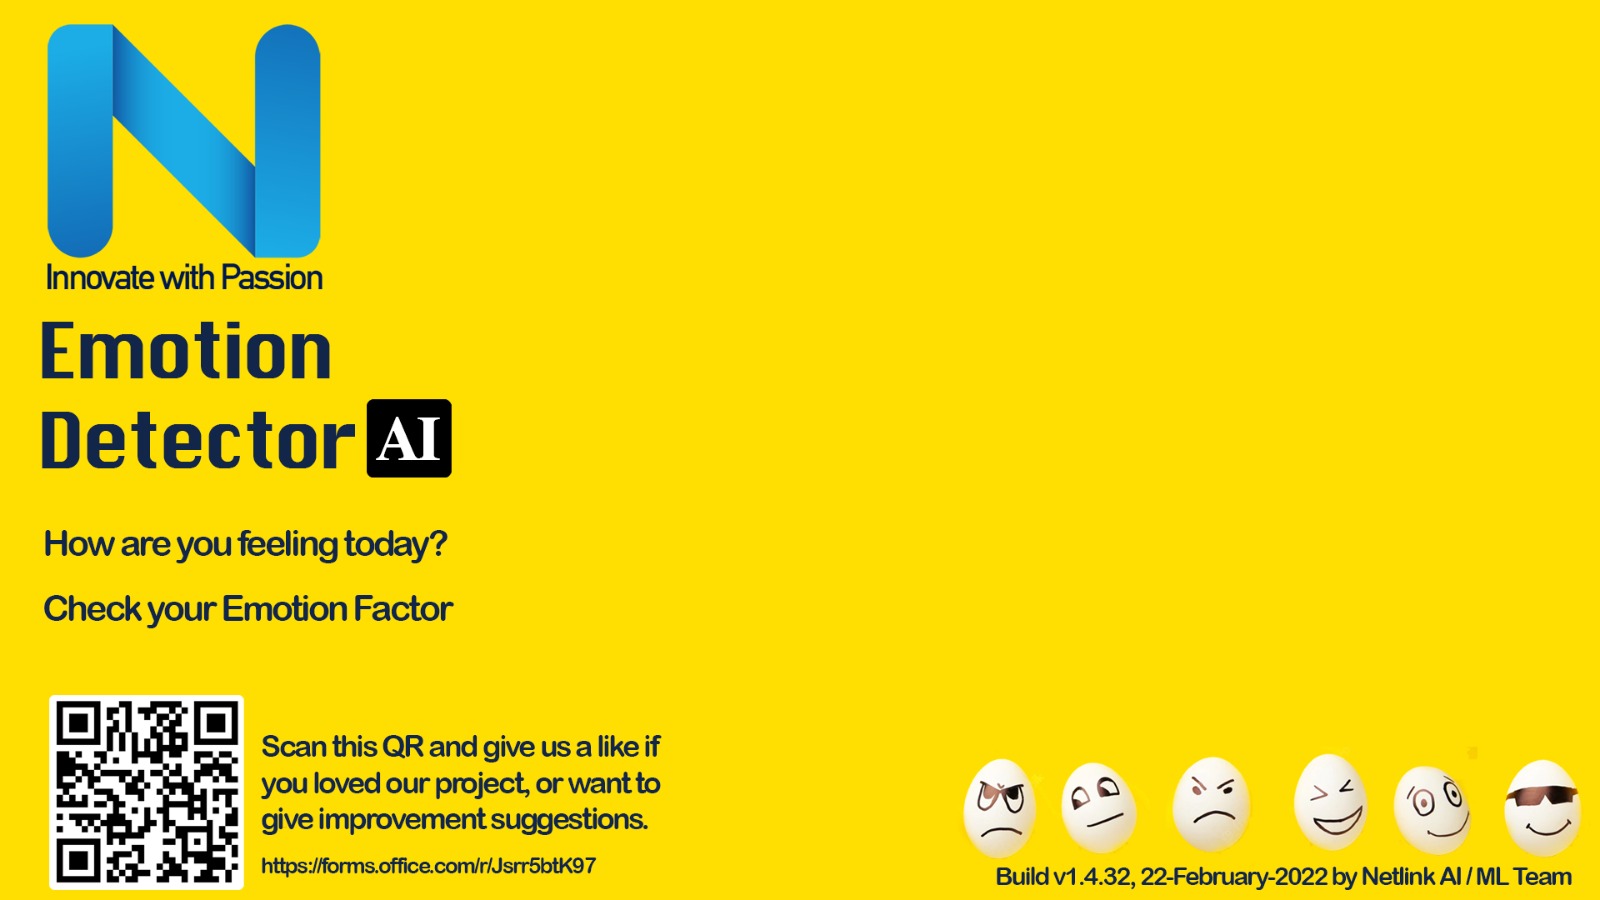 N
Innovate with Passion
Emotion
Detector AI
How are you feeling today?
Check your Emotion Factor
Scan this QR and give us a like if
you loved our project, or want to
give improvement suggestions.
https://forms.office.com/r/Jsrr5btK97
Build v1.4.32, 22-February-2022 by Netlink AI / ML Team